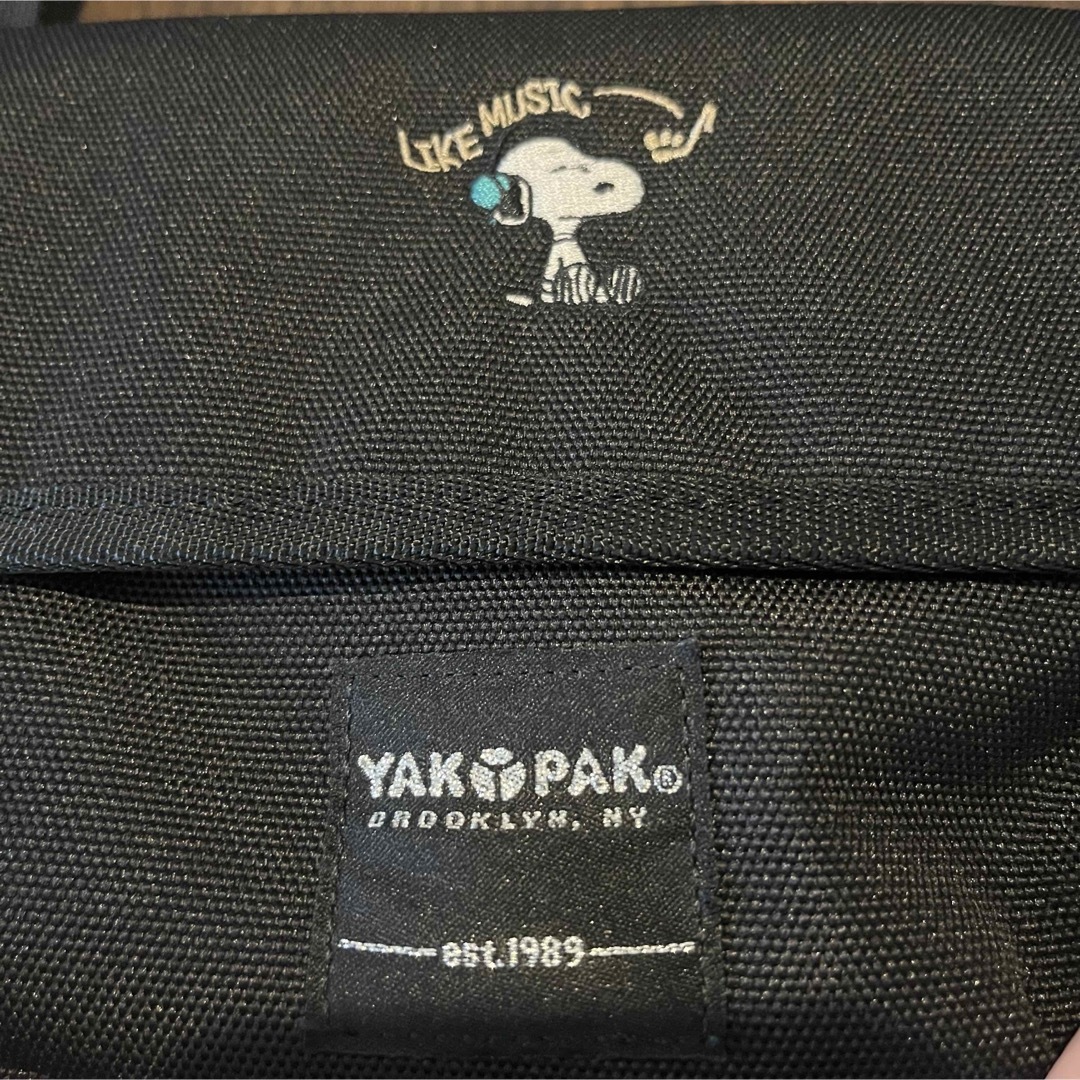 LIKE MUSIC
YAK PAK®
BROOKLYN, NY
est.1989